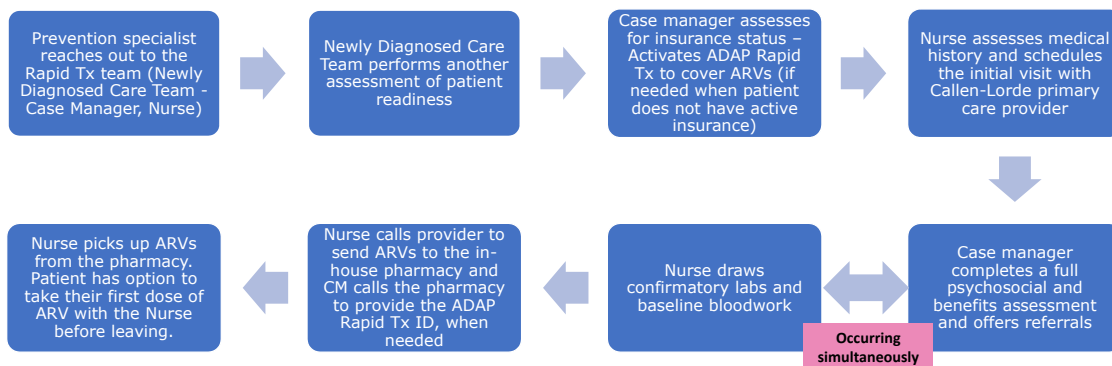 Prevention specialist
reaches out to the
Rapid Tx team (Newly
Diagnosed Care Team -
Case Manager, Nurse)
Newly Diagnosed Care
Team performs another
assessment of patient
readiness
Case manager assesses
for insurance status –
Activates ADAP Rapid
Tx to cover ARVs (if
needed when patient
does not have active
insurance)
Nurse assesses medical
history and schedules
the initial visit with
Callen-Lorde primary
care provider
Case manager
completes a full
psychosocial and
benefits assessment
and offers referrals
Occurring
simultaneously
Nurse draws
confirmatory labs and
baseline bloodwork
Nurse calls provider to
send ARVs to the in-
house pharmacy and
CM calls the pharmacy
to provide the ADAP
Rapid Tx ID, when
needed
Nurse picks up ARVs
from the pharmacy.
Patient has option to
take their first dose of
ARV with the Nurse
before leaving.